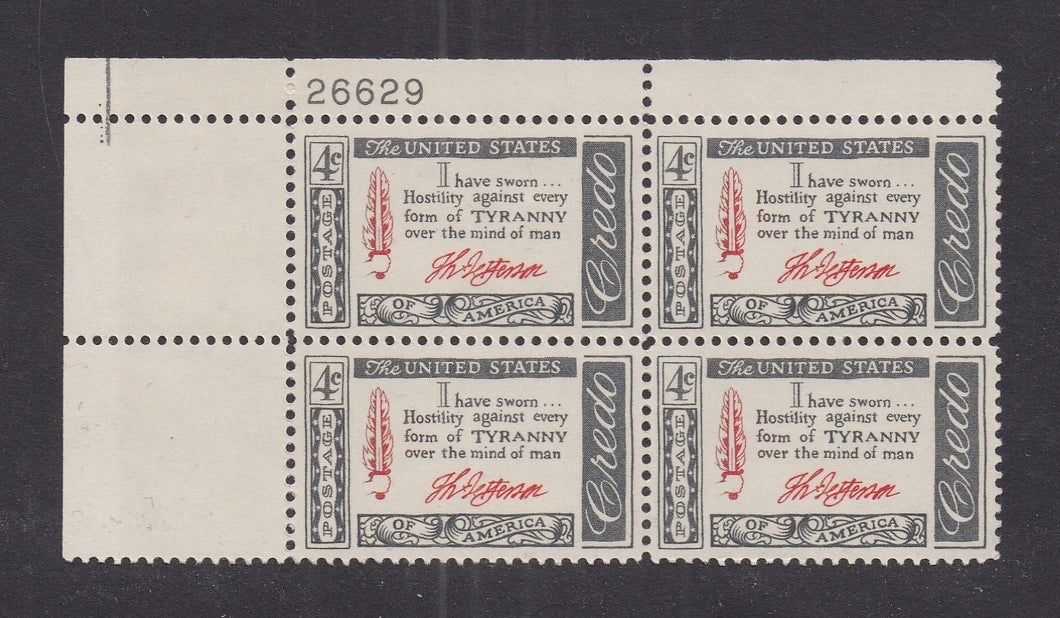 26629
4c
The UNITED STATES
I have sworn ...
Hostility against every
form of TYRANNY
over the mind of man
Th Jefferson
POSTAGE
OF AMERICA
Credo
4c
The UNITED STATES
I have sworn ...
Hostility against every
form of TYRANNY
over the mind of man
Th Jefferson
POSTAGE
OF AMERICA
Credo
4c
The UNITED STATES
I have sworn ...
Hostility against every
form of TYRANNY
over the mind of man
Th Jefferson
POSTAGE
OF AMERICA
Credo
4c
The UNITED STATES
I have sworn ...
Hostility against every
form of TYRANNY
over the mind of man
Th Jefferson
POSTAGE
OF AMERICA
Credo